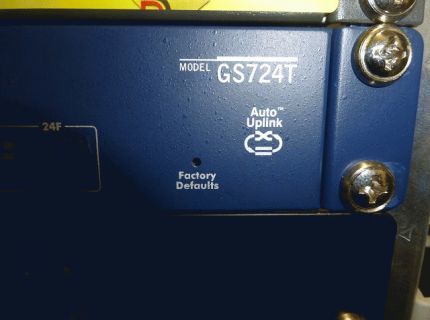 MODEL GS724T
Auto™
Uplink
24F
Factory
Defaults